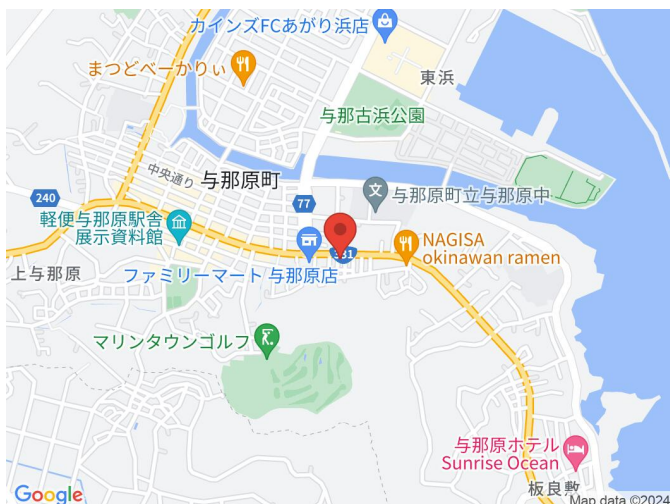 カインズFCあがり浜店
まつどべーかりぃ
東浜
与那古浜公園
中央通り
与那原町
240
77
与那原町立与那原中
軽便与那原駅舎
展示資料館
331
NAGISA
okinawan ramen
上与那原
ファミリーマート 与那原店
マリンタウンゴルフ
与那原ホテル
Sunrise Ocean
板良敷
Google
Map data ©2024